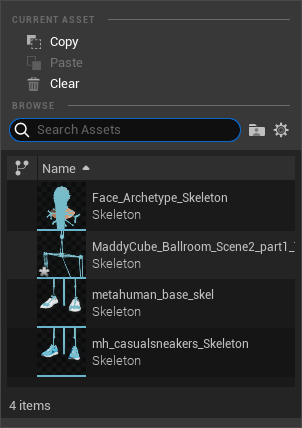 CURRENT ASSET
Copy
Paste
Clear
BROWSE
Search Assets
Name
Face_Archetype_Skeleton
Skeleton
MaddyCube_Ballroom_Scene2_part1_
Skeleton
metahuman_base_skel
Skeleton
mh_casualsneakers_Skeleton
Skeleton
4 items